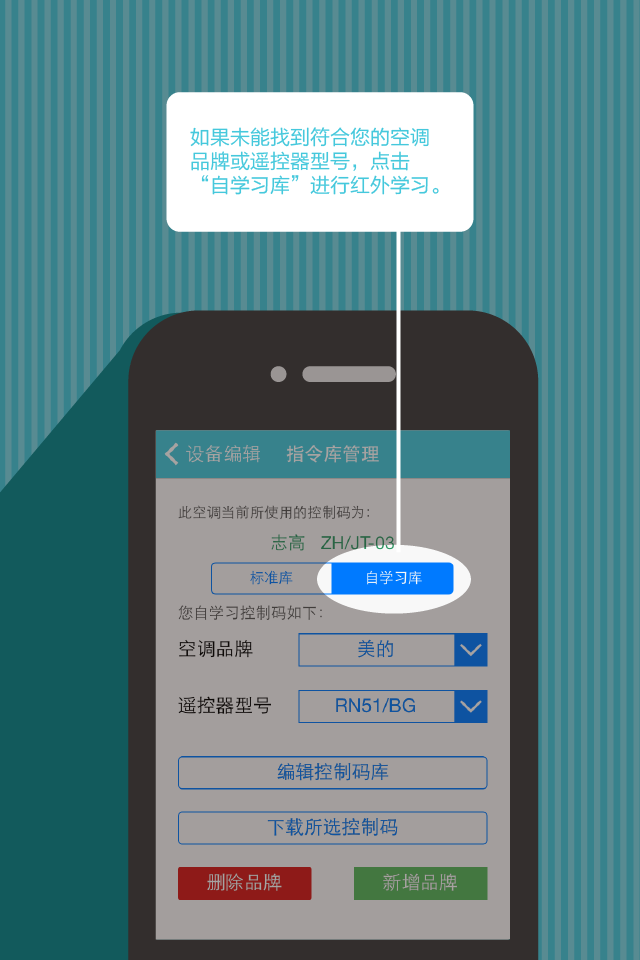 如果未能找到符合您的空调
品牌或遥控器型号，点击
“自学习库”进行红外学习。
设备编辑 指令库管理
此空调当前所使用的控制码为：
志高 ZH/JT-03
标准库 自学习库
您自学习控制码如下：
空调品牌 美的
遥控器型号 RN51/BG
编辑控制码库
下载所选控制码
删除品牌 新增品牌